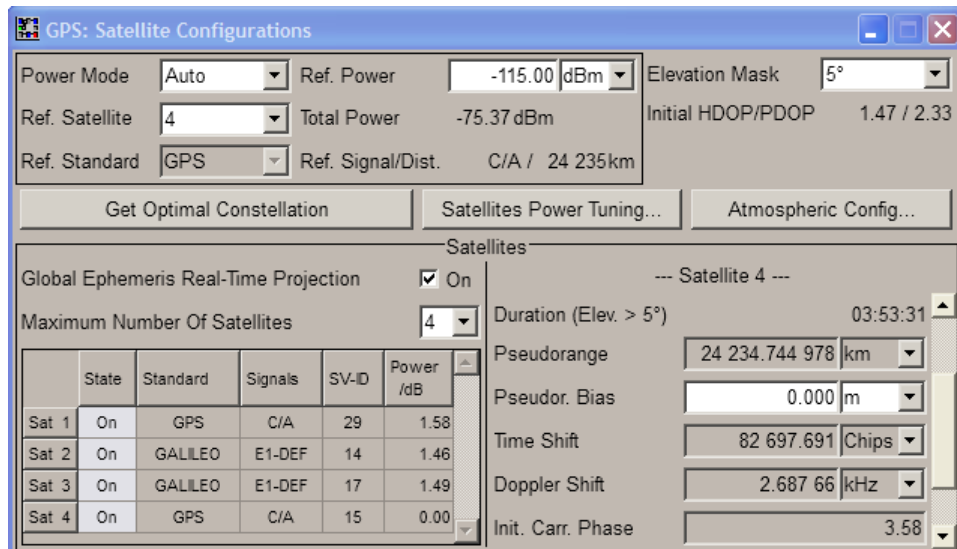 GPS: Satellite Configurations
Power Mode Auto Ref. Power -115.00 dBm Elevation Mask 5°
Ref. Satellite 4 Total Power -75.37 dBm Initial HDOP/PDOP 1.47 / 2.33
Ref. Standard GPS Ref. Signal/Dist. C/A / 24 235 km
Get Optimal Constellation Satellites Power Tuning... Atmospheric Config...
Satellites
Global Ephemeris Real-Time Projection On
Maximum Number Of Satellites 4
State Standard Signals SV-ID Power /dB
Sat 1 On GPS C/A 29 1.58
Sat 2 On GALILEO E1-DEF 14 1.46
Sat 3 On GALILEO E1-DEF 17 1.49
Sat 4 On GPS C/A 15 0.00
--- Satellite 4 ---
Duration (Elev. > 5°) 03:53:31
Pseudorange 24 234.744 978 km
Pseudor. Bias 0.000 m
Time Shift 82 697.691 Chips
Doppler Shift 2.687 66 kHz
Init. Carr. Phase 3.58